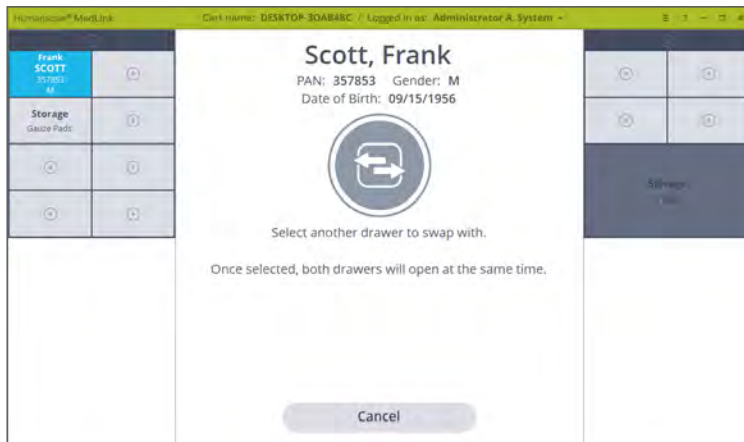 Humanscale® MedLink
Cart name: DESKTOP-3OAB4BC / Logged in as: Administrator A. System
Frank
SCOTT
357853
M
Storage
Gauze Pads
Scott, Frank
PAN: 357853 Gender: M
Date of Birth: 09/15/1956
Select another drawer to swap with.
Once selected, both drawers will open at the same time.
Cancel
Storage